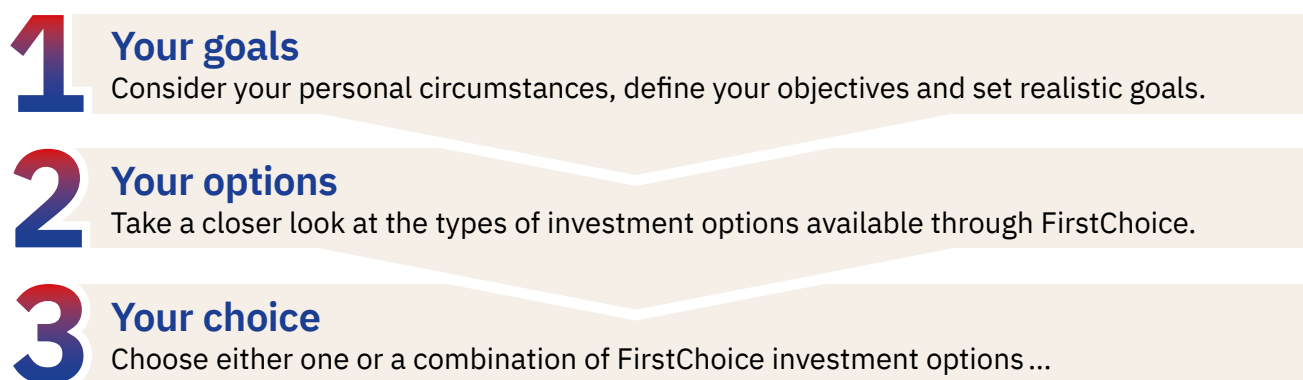 1
Your goals
Consider your personal circumstances, define your objectives and set realistic goals.
2
Your options
Take a closer look at the types of investment options available through FirstChoice.
3
Your choice
Choose either one or a combination of FirstChoice investment options ...